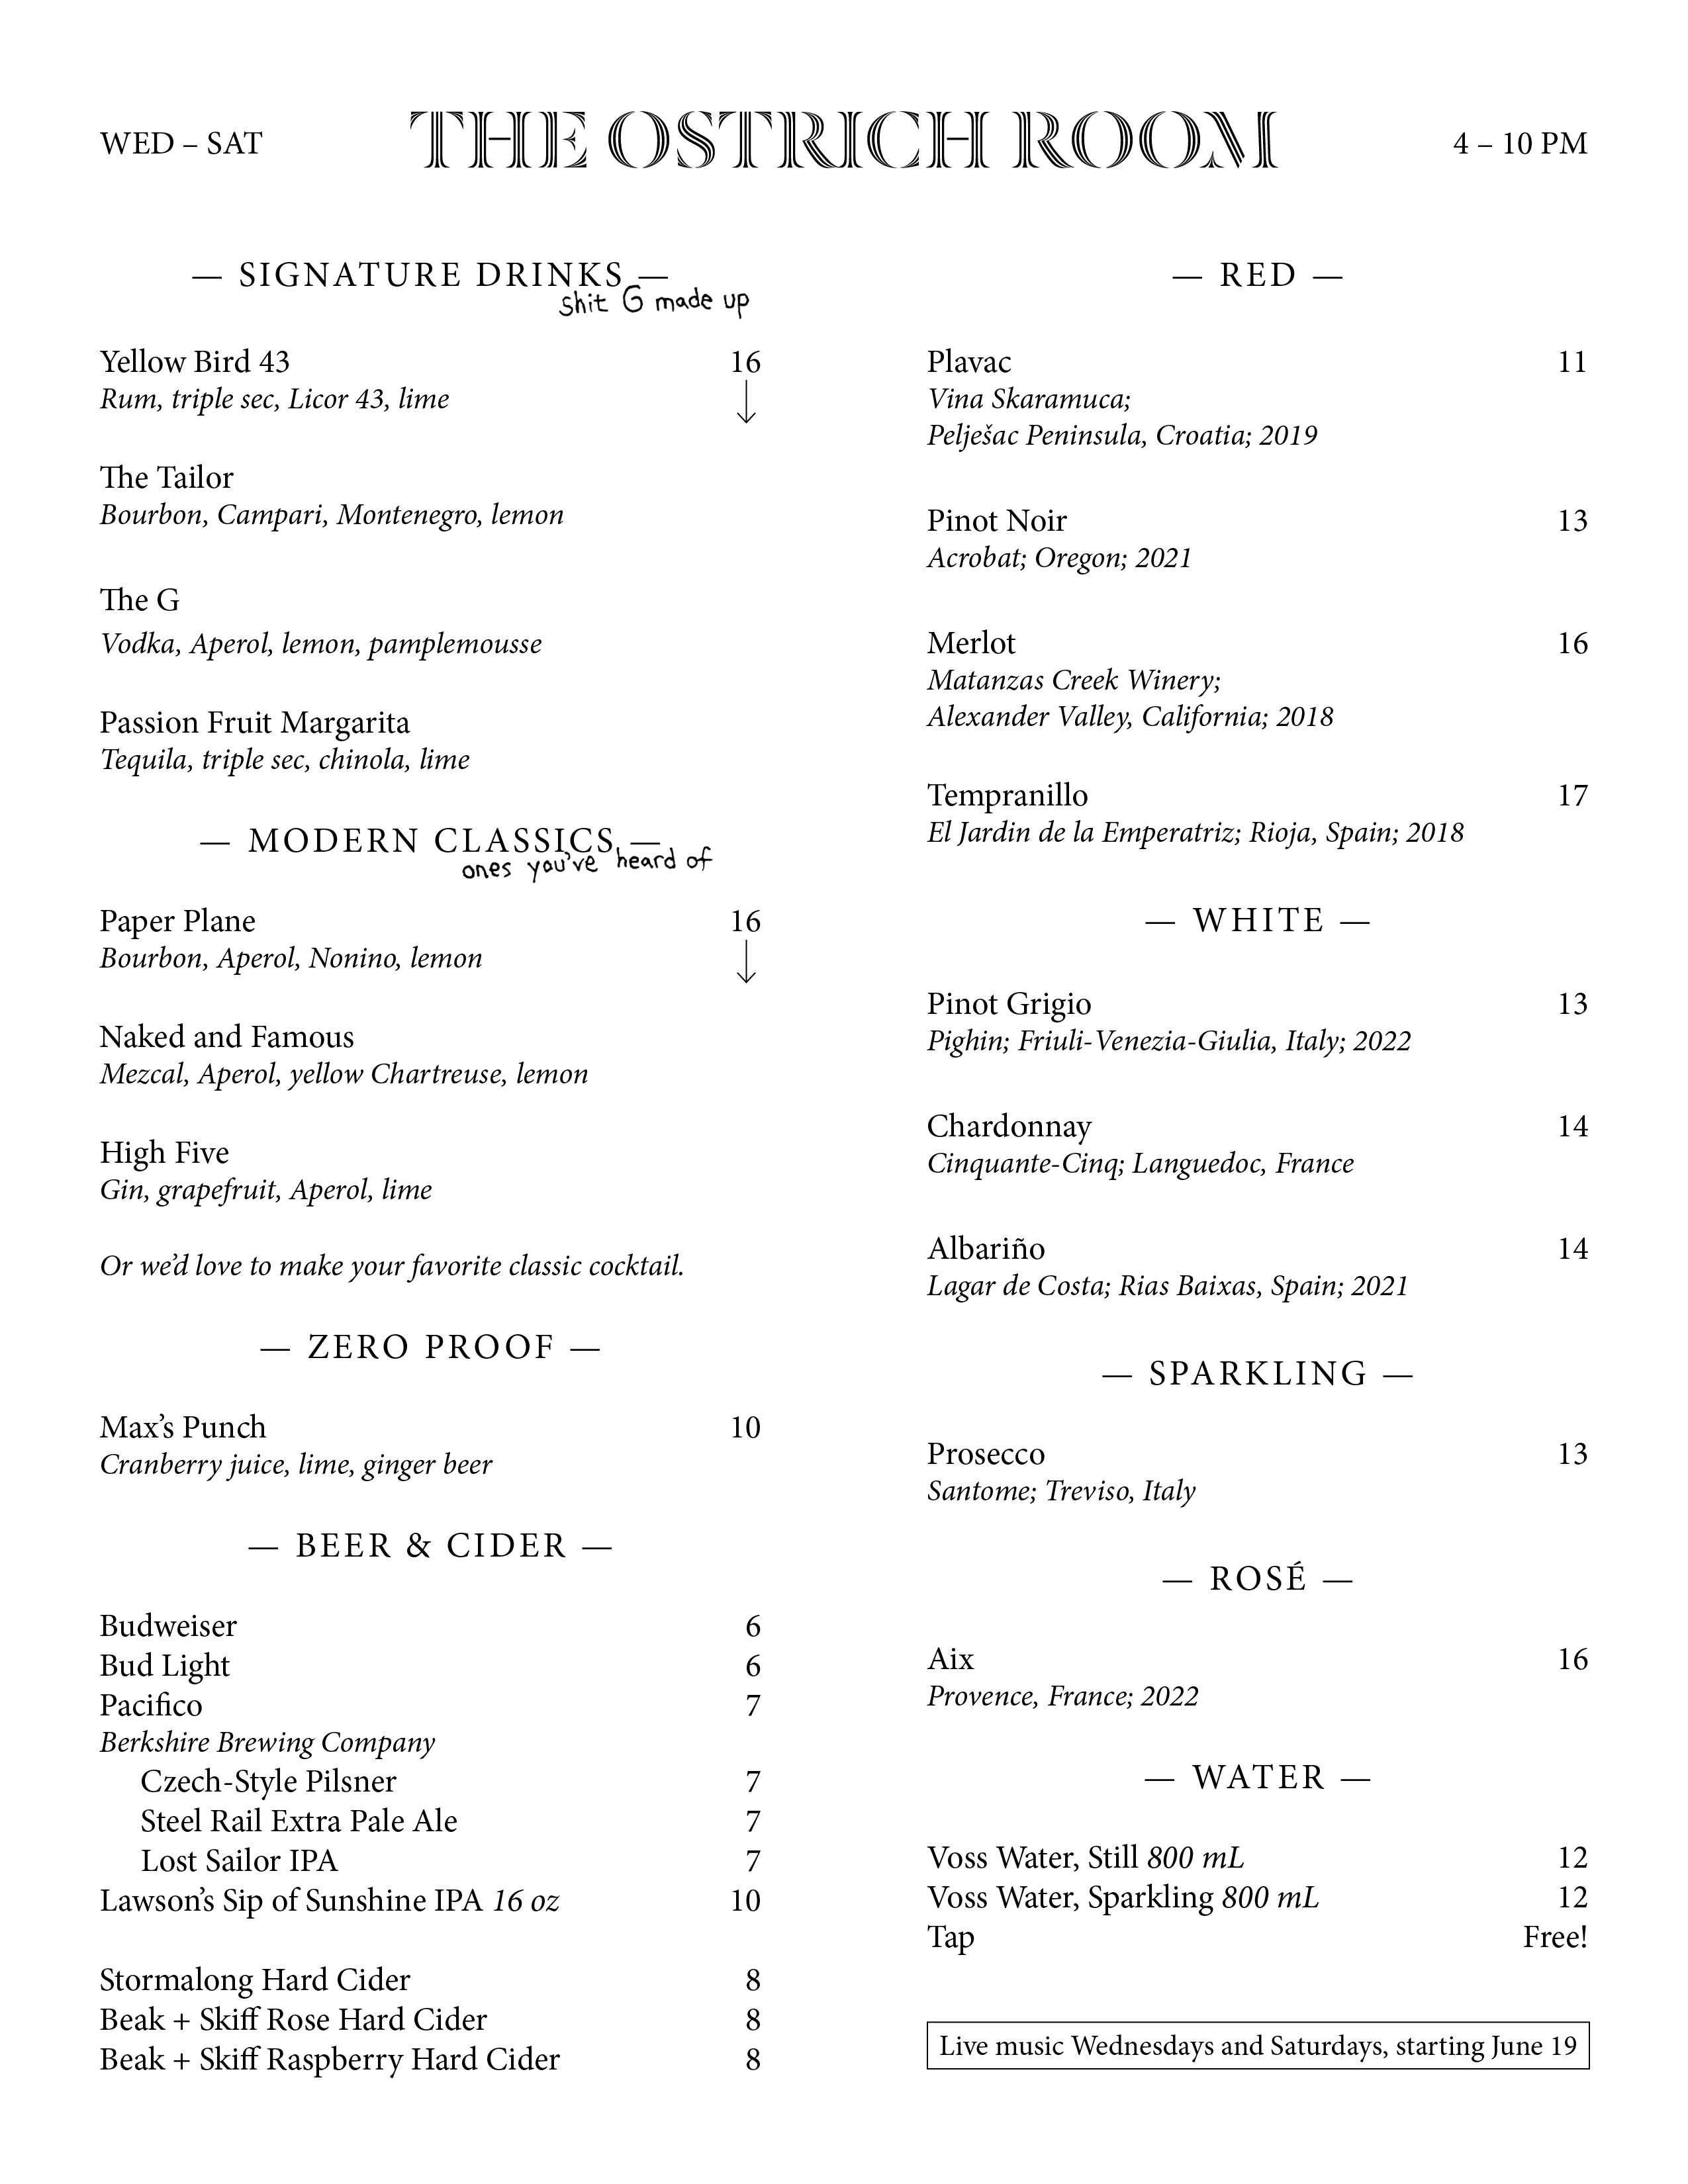 WED – SAT
THE OSTRICH ROOM
4 – 10 PM
— SIGNATURE DRINKS —
shit G made up
Yellow Bird 43 16
Rum, triple sec, Licor 43, lime
↓
The Tailor
Bourbon, Campari, Montenegro, lemon
The G
Vodka, Aperol, lemon, pamplemousse
Passion Fruit Margarita
Tequila, triple sec, chinola, lime
— MODERN CLASSICS —
ones you've heard of
Paper Plane 16
Bourbon, Aperol, Nonino, lemon
↓
Naked and Famous
Mezcal, Aperol, yellow Chartreuse, lemon
High Five
Gin, grapefruit, Aperol, lime
Or we’d love to make your favorite classic cocktail.
— ZERO PROOF —
Max’s Punch 10
Cranberry juice, lime, ginger beer
— BEER & CIDER —
Budweiser 6
Bud Light 6
Pacifico 7
Berkshire Brewing Company
Czech-Style Pilsner 7
Steel Rail Extra Pale Ale 7
Lost Sailor IPA 7
Lawson’s Sip of Sunshine IPA 16 oz 10
Stormalong Hard Cider 8
Beak + Skiff Rose Hard Cider 8
Beak + Skiff Raspberry Hard Cider 8
— RED —
Plavac 11
Vina Skaramuca;
Pelješac Peninsula, Croatia; 2019
Pinot Noir 13
Acrobat; Oregon; 2021
Merlot 16
Matanzas Creek Winery;
Alexander Valley, California; 2018
Tempranillo 17
El Jardin de la Emperatriz; Rioja, Spain; 2018
— WHITE —
Pinot Grigio 13
Pighin; Friuli-Venezia-Giulia, Italy; 2022
Chardonnay 14
Cinquante-Cinq; Languedoc, France
Albariño 14
Lagar de Costa; Rias Baixas, Spain; 2021
— SPARKLING —
Prosecco 13
Santome; Treviso, Italy
— ROSÉ —
Aix 16
Provence, France; 2022
— WATER —
Voss Water, Still 800 mL 12
Voss Water, Sparkling 800 mL 12
Tap Free!
Live music Wednesdays and Saturdays, starting June 19